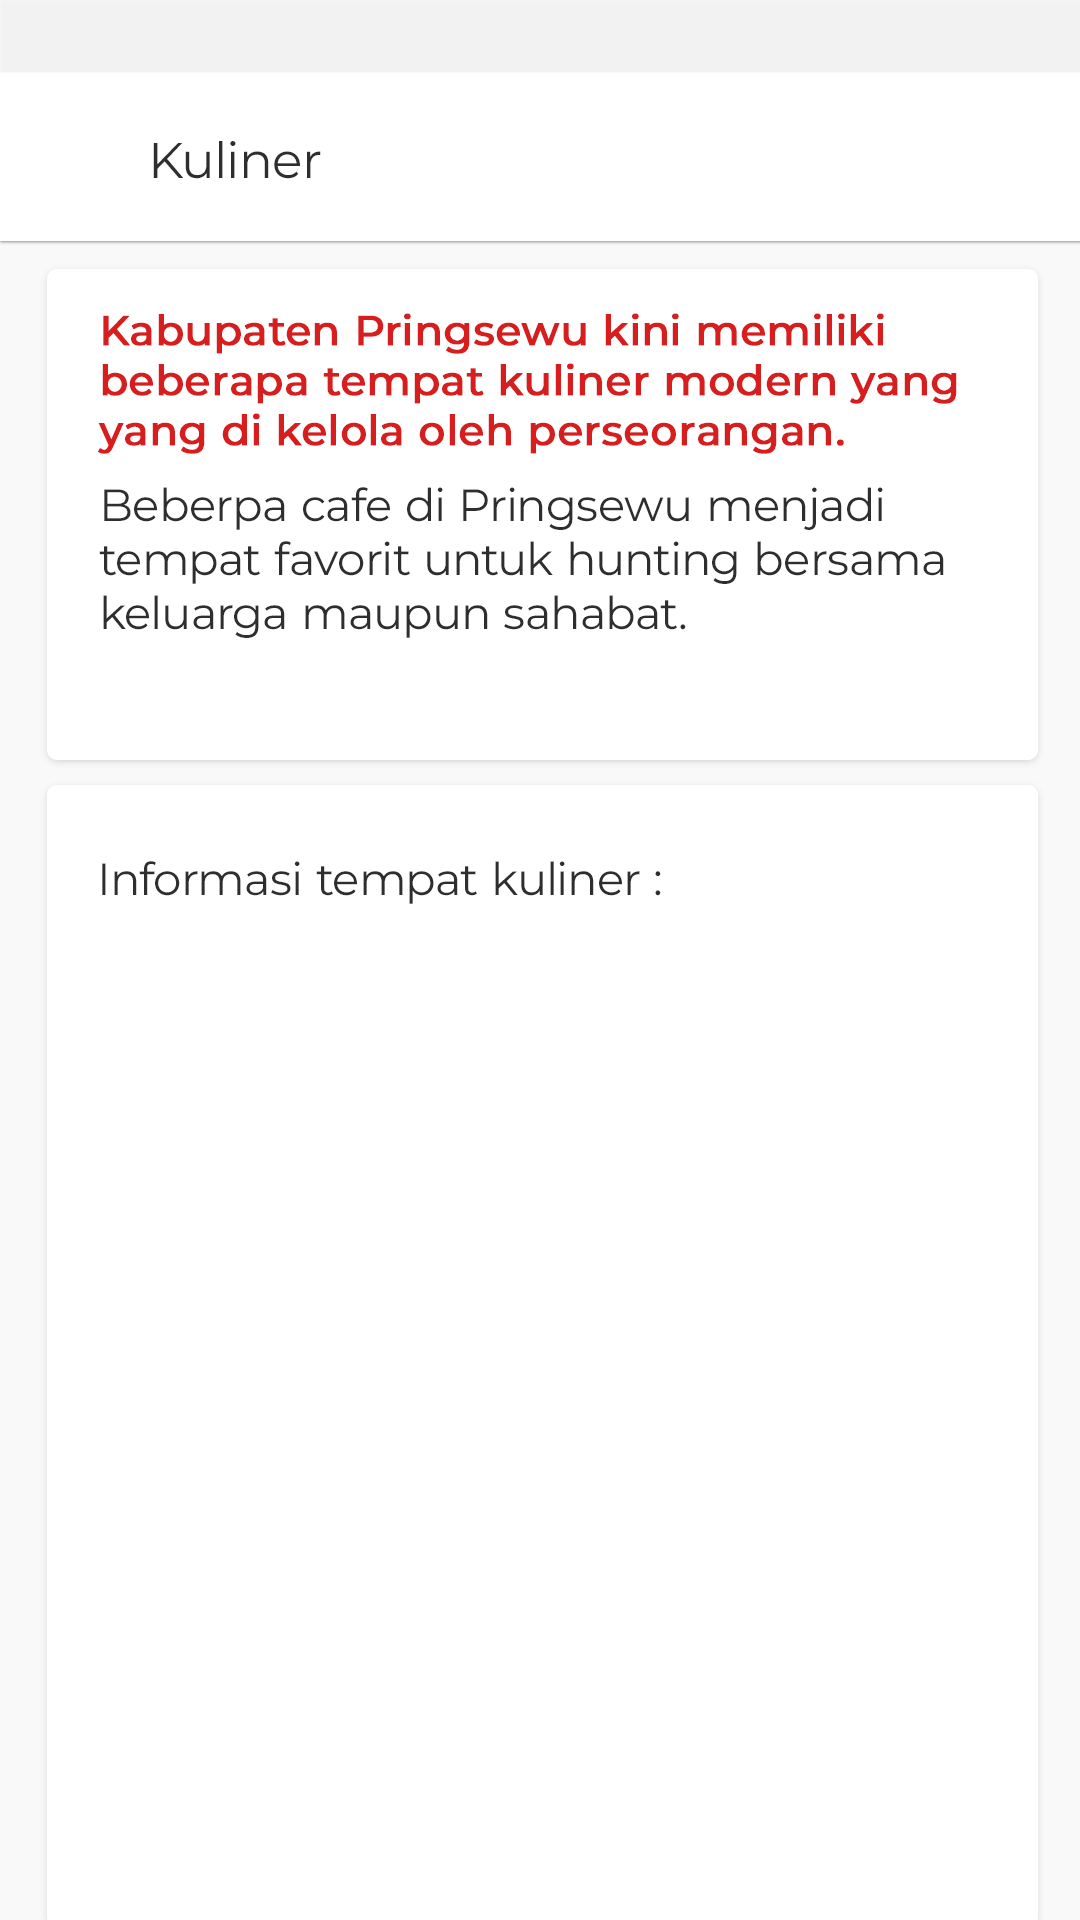 Kuliner
Kabupaten Pringsewu kini memiliki
beberapa tempat kuliner modern yang
yang di kelola oleh perseorangan.
Beberpa cafe di Pringsewu menjadi
tempat favorit untuk hunting bersama
keluarga maupun sahabat.
Informasi tempat kuliner :